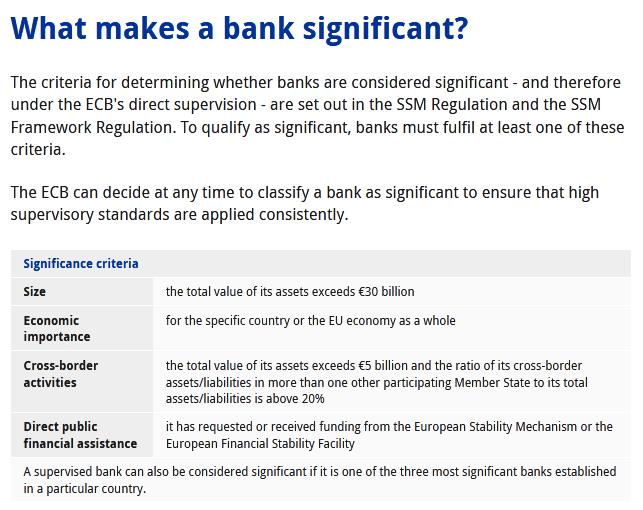 What makes a bank significant?
The criteria for determining whether banks are considered significant - and therefore
under the ECB's direct supervision - are set out in the SSM Regulation and the SSM
Framework Regulation. To qualify as significant, banks must fulfil at least one of these
criteria.
The ECB can decide at any time to classify a bank as significant to ensure that high
supervisory standards are applied consistently.
Significance criteria
Size
the total value of its assets exceeds €30 billion
Economic
importance
for the specific country or the EU economy as a whole
Cross-border
activities
the total value of its assets exceeds €5 billion and the ratio of its cross-border
assets/liabilities in more than one other participating Member State to its total
assets/liabilities is above 20%
Direct public
financial assistance
it has requested or received funding from the European Stability Mechanism or the
European Financial Stability Facility
A supervised bank can also be considered significant if it is one of the three most significant banks established
in a particular country.